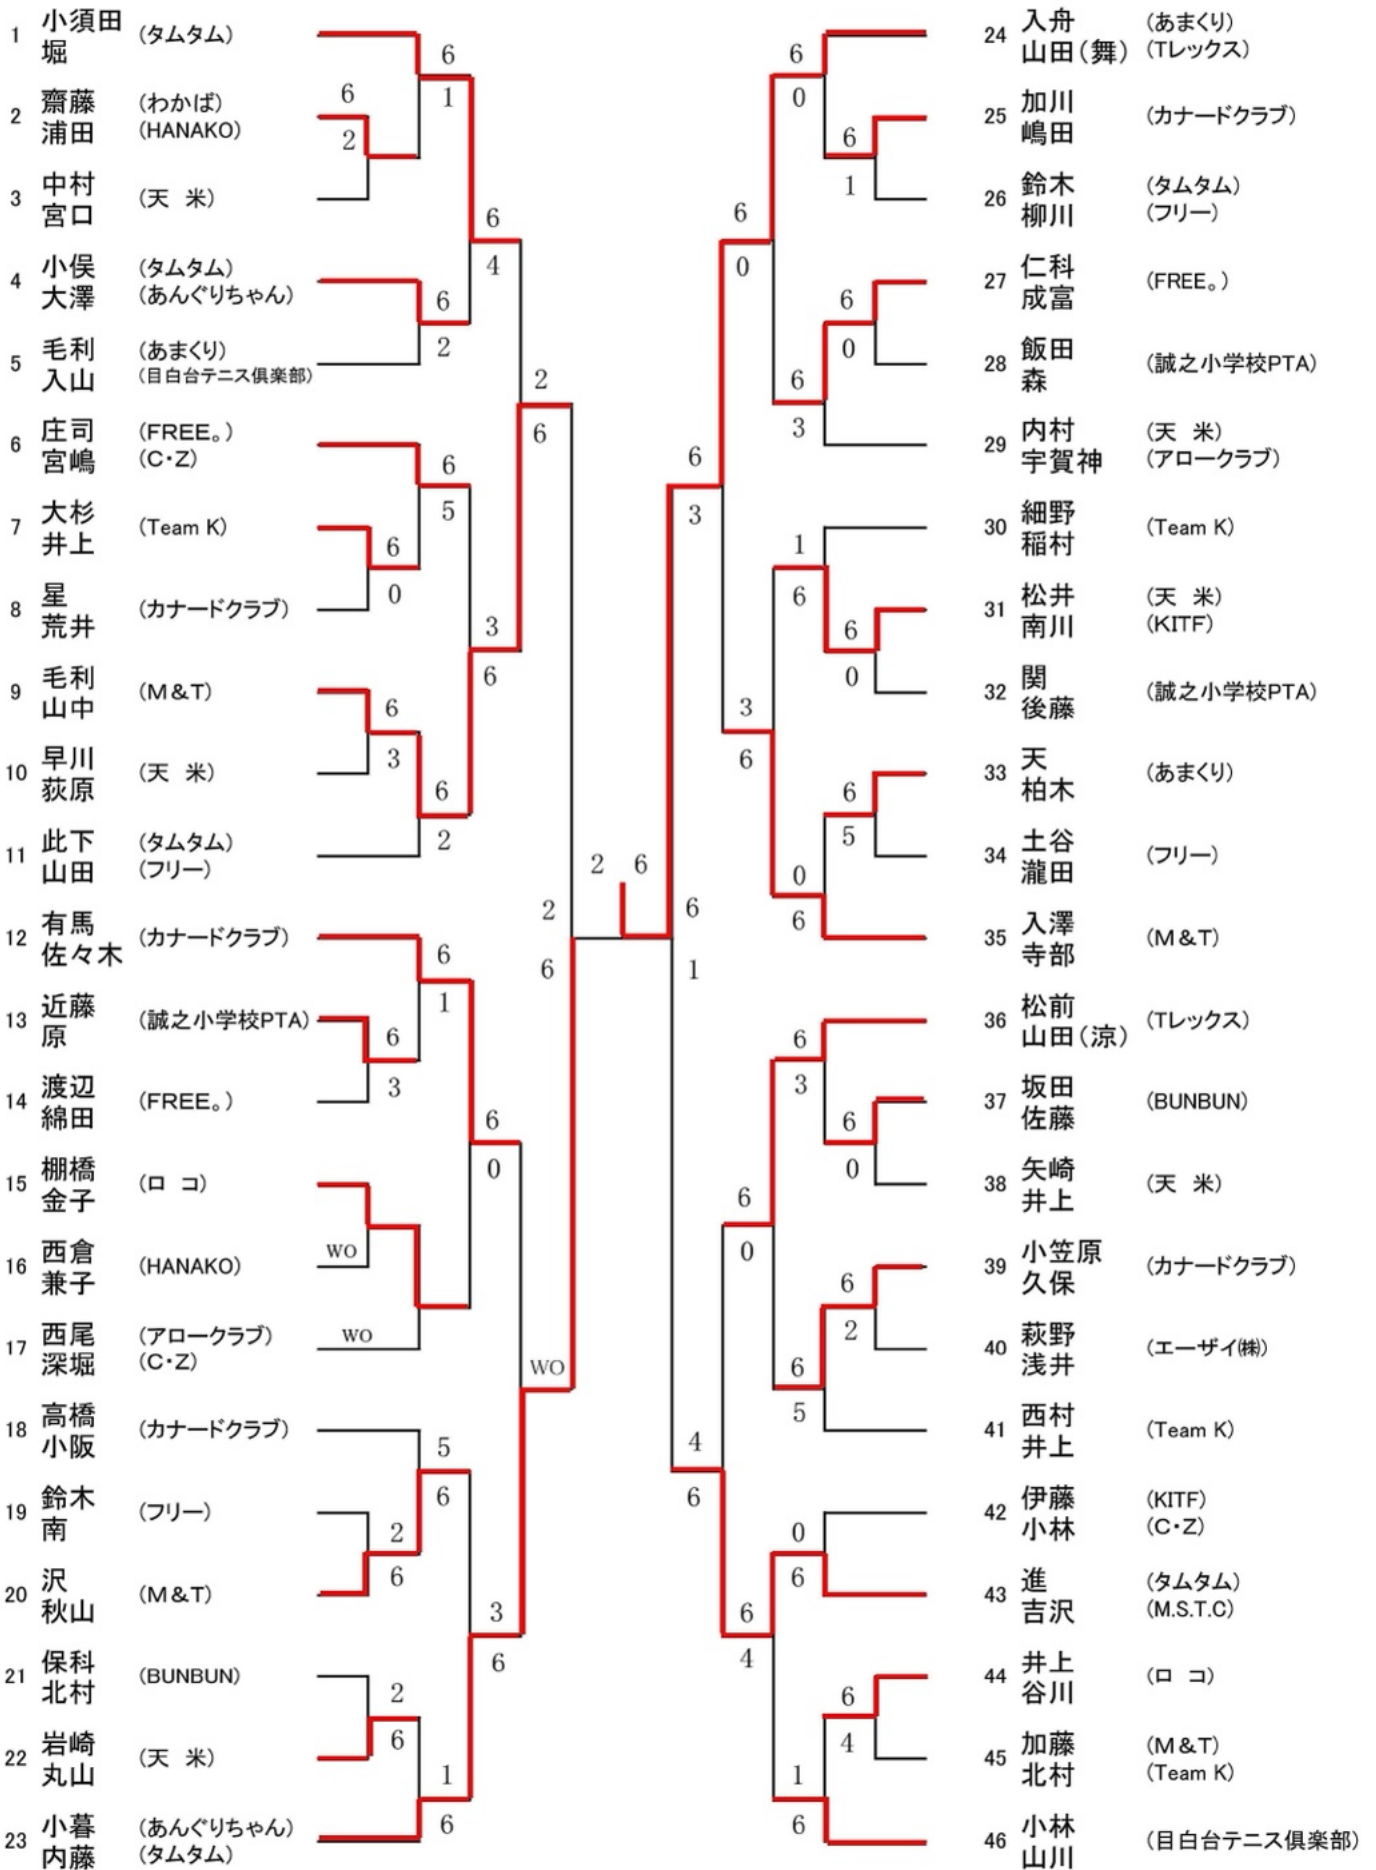 1 小須田 (タムタム)
堀
2 齋藤 (わかば)
浦田 (HANAKO)
3 中村 (天 米)
宮口
4 小俣 (タムタム)
大澤 (あんぐりちゃん)
5 毛利 (あまくり)
入山 (目白台テニス俱楽部)
6 庄司 (FREE。)
宮嶋 (C・Z)
7 大杉 (Team K)
井上
8 星 (カナードクラブ)
荒井
9 毛利 (M&T)
山中
10 早川 (天 米)
荻原
11 此下 (タムタム)
山田 (フリー)
12 有馬 (カナードクラブ)
佐々木
13 近藤 (誠之小学校PTA)
原
14 渡辺 (FREE。)
綿田
15 棚橋 (ロ コ)
金子
16 西倉 (HANAKO)
兼子
17 西尾 (アロークラブ)
深堀 (C・Z)
18 高橋 (カナードクラブ)
小阪
19 鈴木 (フリー)
南
20 沢 (M&T)
秋山
21 保科 (BUNBUN)
北村
22 岩崎 (天 米)
丸山
23 小暮 (あんぐりちゃん)
内藤 (タムタム)
6
1
6
2
6
4
6
2
2
6
6
5
6
0
3
6
6
3
6
2
2 6
2
6
6
1
6
3
6
0
WO
WO
WO
5
6
2
6
3
6
2
6
1
6
6
0
6
1
6
0
6
0
6
3
6
3
1
6
6
0
3
6
6
5
0
6
6
1
6
3
6
0
6
0
6
2
6
5
4
6
0
6
6
4
6
4
1
6
24 入舟 (あまくり)
山田(舞) (Tレックス)
25 加川 (カナードクラブ)
嶋田
26 鈴木 (タムタム)
柳川 (フリー)
27 仁科 (FREE。)
成富
28 飯田 (誠之小学校PTA)
森
29 内村 (天 米)
宇賀神 (アロークラブ)
30 細野 (Team K)
稲村
31 松井 (天 米)
南川 (KITF)
32 関 (誠之小学校PTA)
後藤
33 天 (あまくり)
柏木
34 土谷 (フリー)
瀧田
35 入澤 (M&T)
寺部
36 松前 (Tレックス)
山田(涼)
37 坂田 (BUNBUN)
佐藤
38 矢崎 (天 米)
井上
39 小笠原 (カナードクラブ)
久保
40 萩野 (エーザイ㈱)
浅井
41 西村 (Team K)
井上
42 伊藤 (KITF)
小林 (C・Z)
43 進 (タムタム)
吉沢 (M.S.T.C)
44 井上 (ロ コ)
谷川
45 加藤 (M&T)
北村 (Team K)
46 小林 (目白台テニス俱楽部)
山川